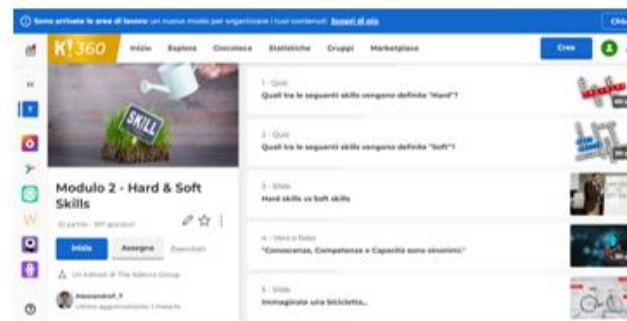 Sono arrivate le aree di lavoro: un nuovo modo per organizzare i tuoi contenuti. Scopri di più
K! 360
Inizio Esplora Giocoteca Statistiche Gruppi Marketplace
Crea
SKILL
Modulo 2 - Hard & Soft
Skills
Inizia Assegna Esercitati
Un kahoot di The Adecco Group
1 - Quiz
Quali tra le seguenti skills vengono definite "Hard"?
2 - Quiz
Quali tra le seguenti skills vengono definite "Soft"?
3 - Slide
Hard skills vs Soft skills
4 - Vero o falso
"Conoscenze, Competenze e Capacità sono sinonimi."
5 - Slide
Immaginate una bicicletta...